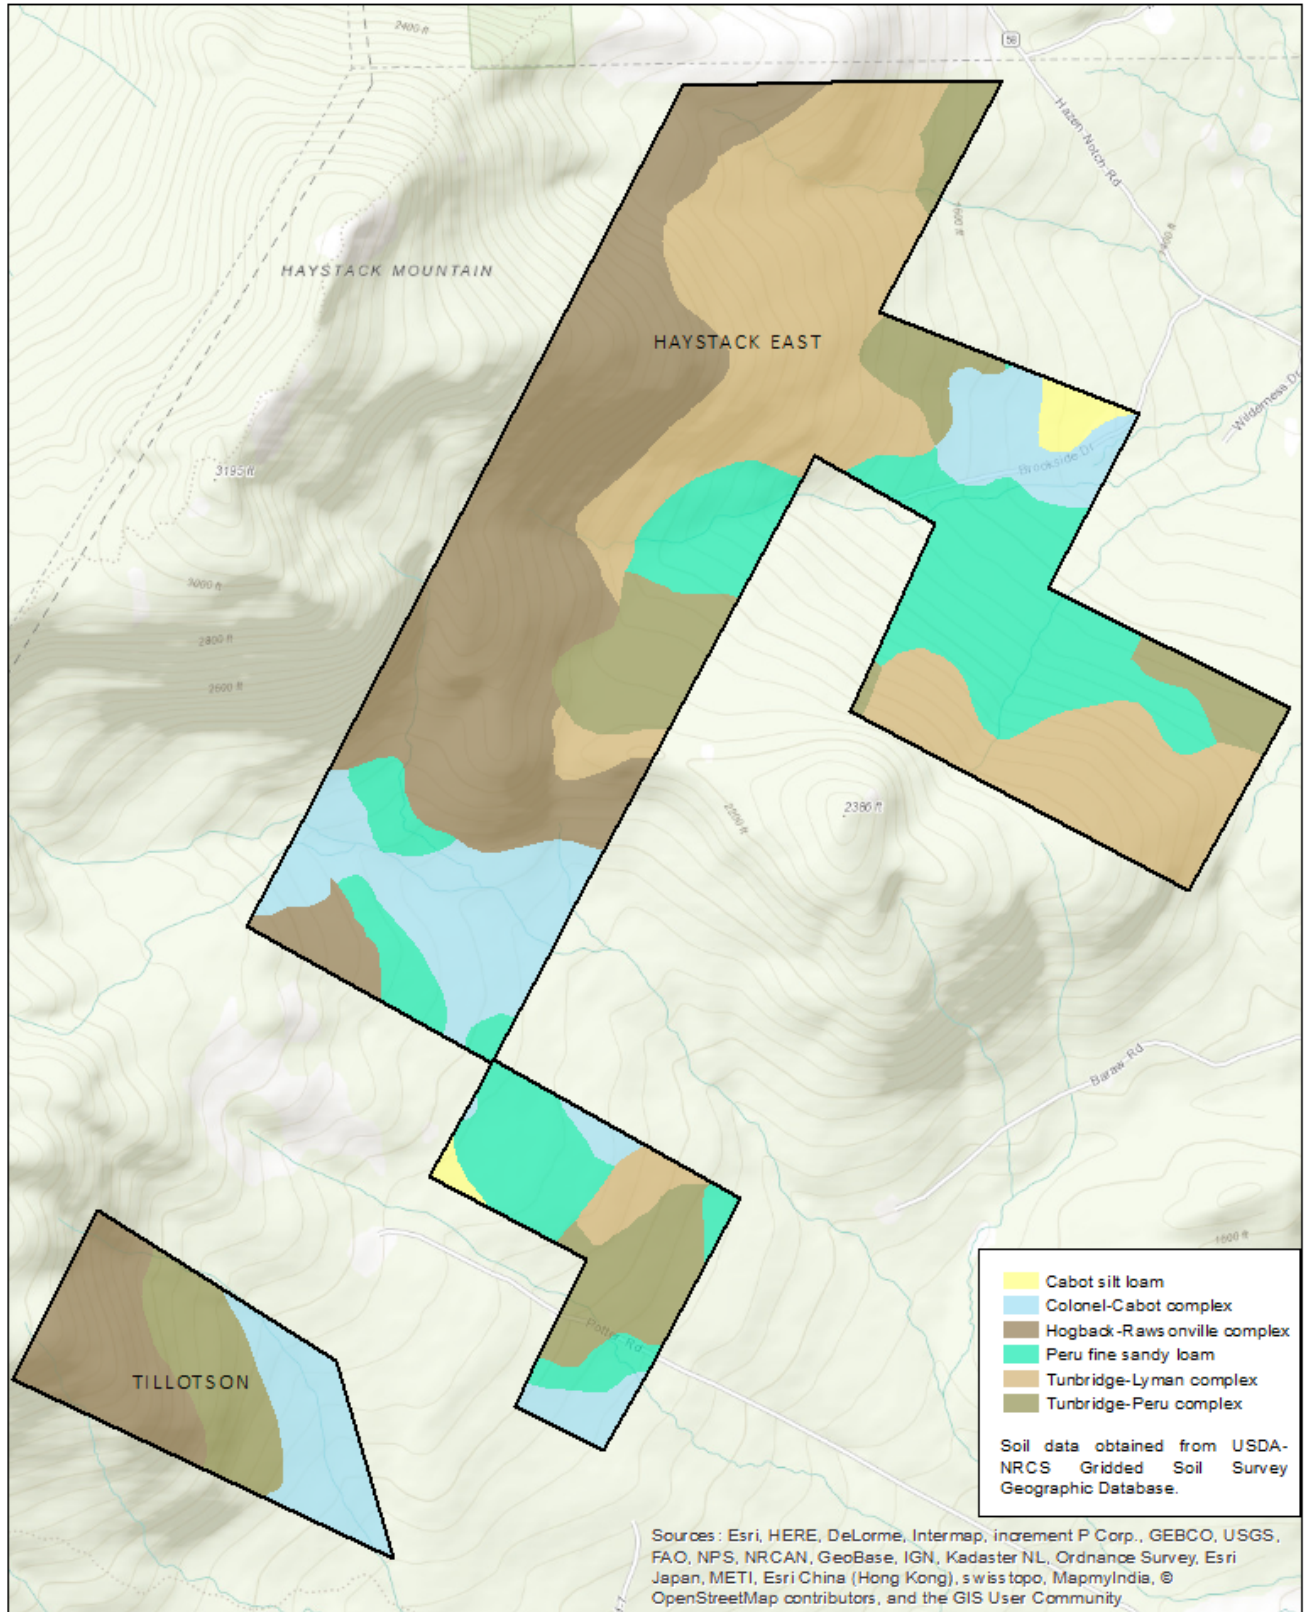 2400 ft
58
Hazen-Notch-Rd
1600 ft
1400 ft
HAYSTACK MOUNTAIN
HAYSTACK EAST
Wilderness Dr
3195 ft
Brookside Dr
3000 ft
2800 ft
2600 ft
2200 ft
2380 ft
Baraw-Rd
1600 ft
Potter-Rd
TILLOTSON
Cabot silt loam
Colonel-Cabot complex
Hogback-Rawsonville complex
Peru fine sandy loam
Tunbridge-Lyman complex
Tunbridge-Peru complex
Soil data obtained from USDA-
NRCS Gridded Soil Survey
Geographic Database.
Sources: Esri, HERE, DeLorme, Intermap, increment P Corp., GEBCO, USGS,
FAO, NPS, NRCAN, GeoBase, IGN, Kadaster NL, Ordnance Survey, Esri
Japan, METI, Esri China (Hong Kong), swisstopo, MapmyIndia, ©
OpenStreetMap contributors, and the GIS User Community